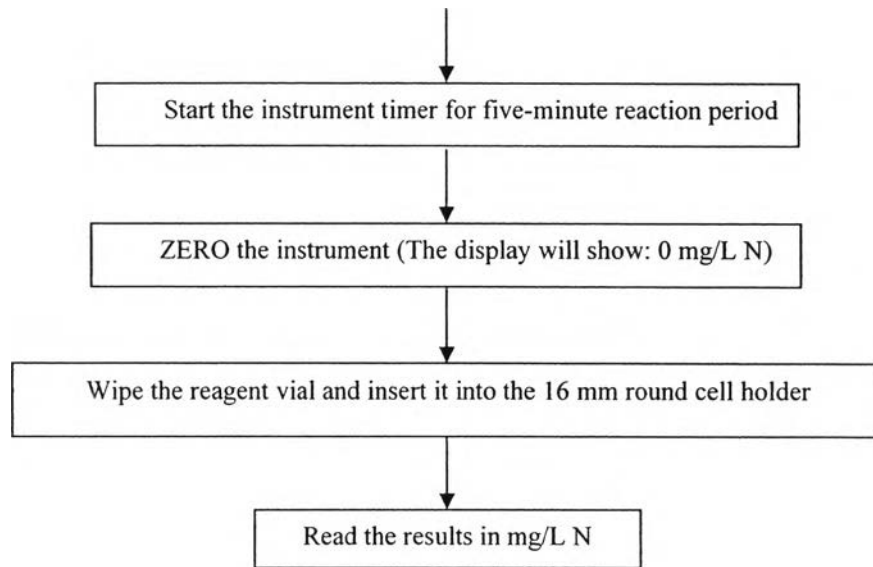 Start the instrument timer for five-minute reaction period
ZERO the instrument (The display will show: 0 mg/L N)
Wipe the reagent vial and insert it into the 16 mm round cell holder
Read the results in mg/L N